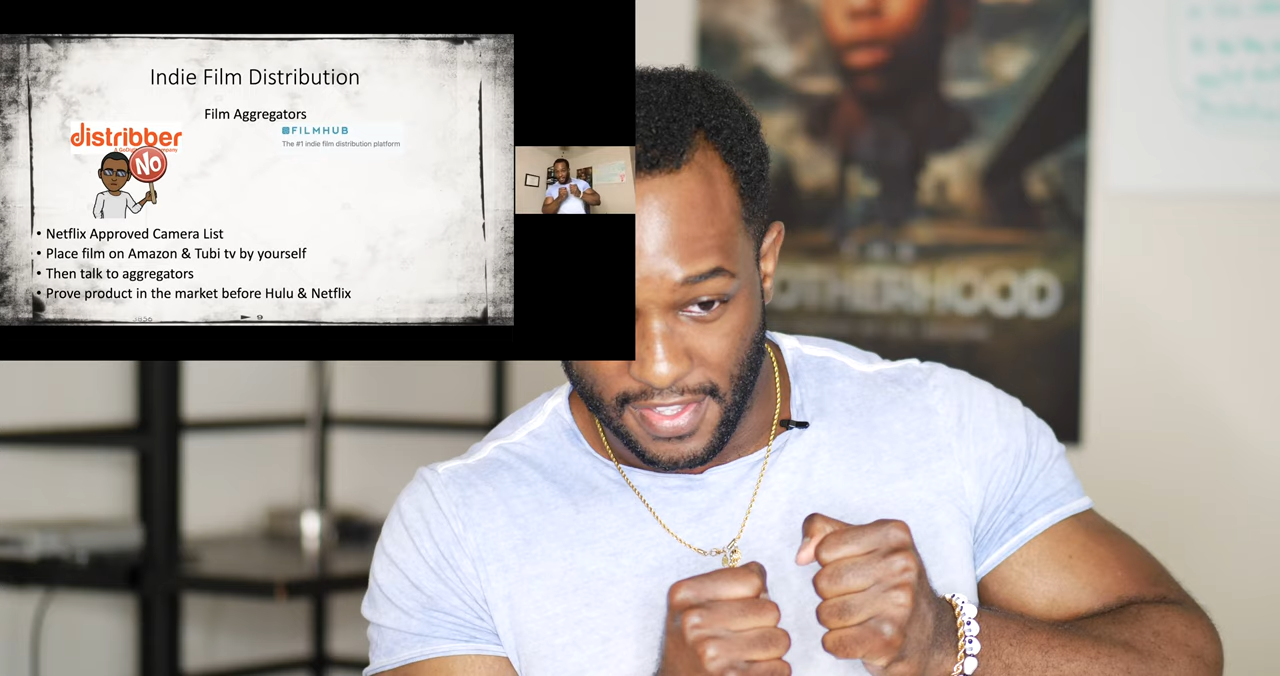 Indie Film Distribution
Film Aggregators
distribber
FILMHUB
The #1 indie film distribution platform
NO
• Netflix Approved Camera List
• Place film on Amazon & Tubi tv by yourself
• Then talk to aggregators
• Prove product in the market before Hulu & Netflix
9
OTHERHOOD